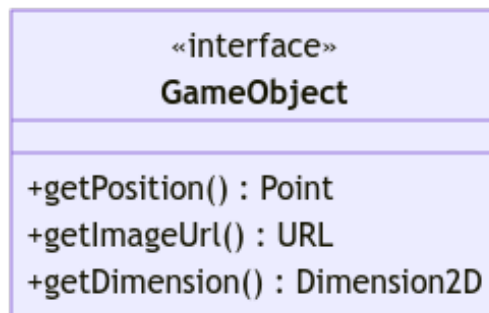 «interface»
GameObject
+getPosition() : Point
+getImageUrl() : URL
+getDimension() : Dimension2D